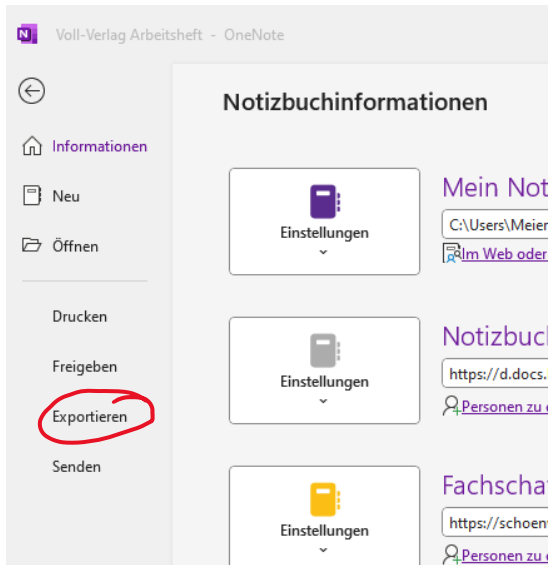 Voll-Verlag Arbeitsheft - OneNote
Notizbuchinformationen
Informationen
Neu
Öffnen
Drucken
Freigeben
Exportieren
Senden
Einstellungen
Mein Not
C:\Users\Meier
Im Web oder
Einstellungen
Notizbuch
https://d.docs.
Personen zu
Einstellungen
Fachscha
https://schoen
Personen zu